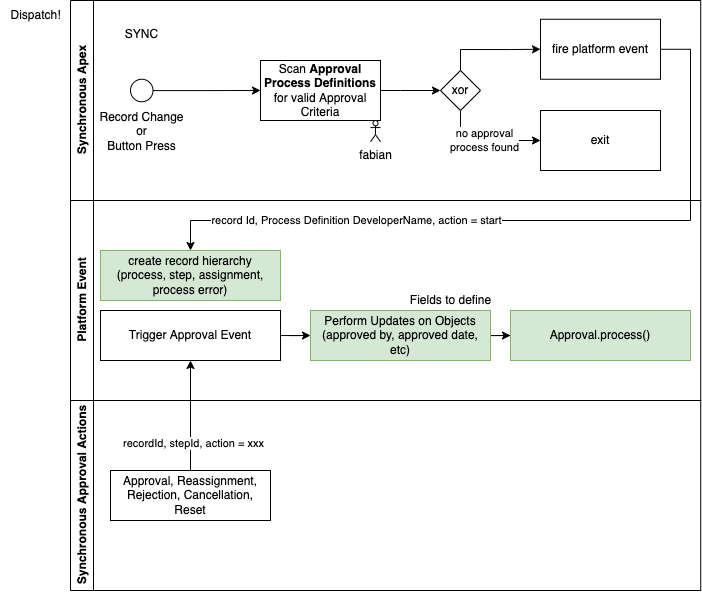 Dispatch!
Synchronous Apex
SYNC
Record Change
or
Button Press
Scan Approval
Process Definitions
for valid Approval
Criteria
fabian
xor
fire platform event
no approval
process found
exit
Platform Event
record Id, Process Definition DeveloperName, action = start
create record hierarchy
(process, step, assignment,
process error)
Fields to define
Trigger Approval Event
Perform Updates on Objects
(approved by, approved date,
etc)
Approval.process()
Synchronous Approval Actions
recordId, stepId, action = xxx
Approval, Reassignment,
Rejection, Cancellation,
Reset